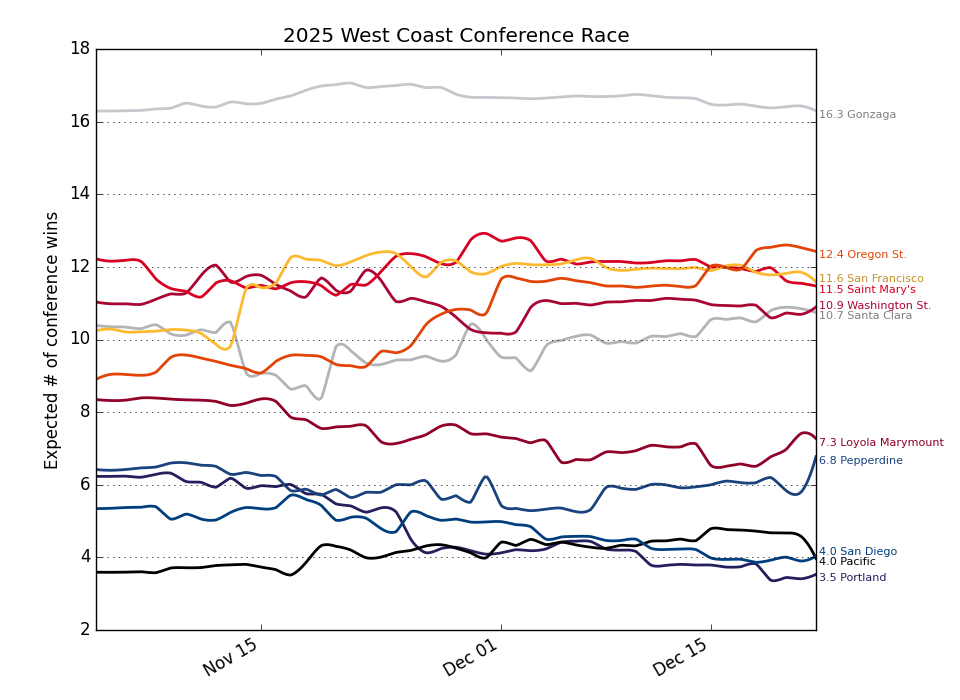 2025 West Coast Conference Race
Expected # of conference wins
18
16
14
12
10
8
6
4
2
Nov 15
Dec 01
Dec 15
16.3 Gonzaga
12.4 Oregon St.
11.6 San Francisco
11.5 Saint Mary's
10.9 Washington St.
10.7 Santa Clara
7.3 Loyola Marymount
6.8 Pepperdine
4.0 San Diego
4.0 Pacific
3.5 Portland